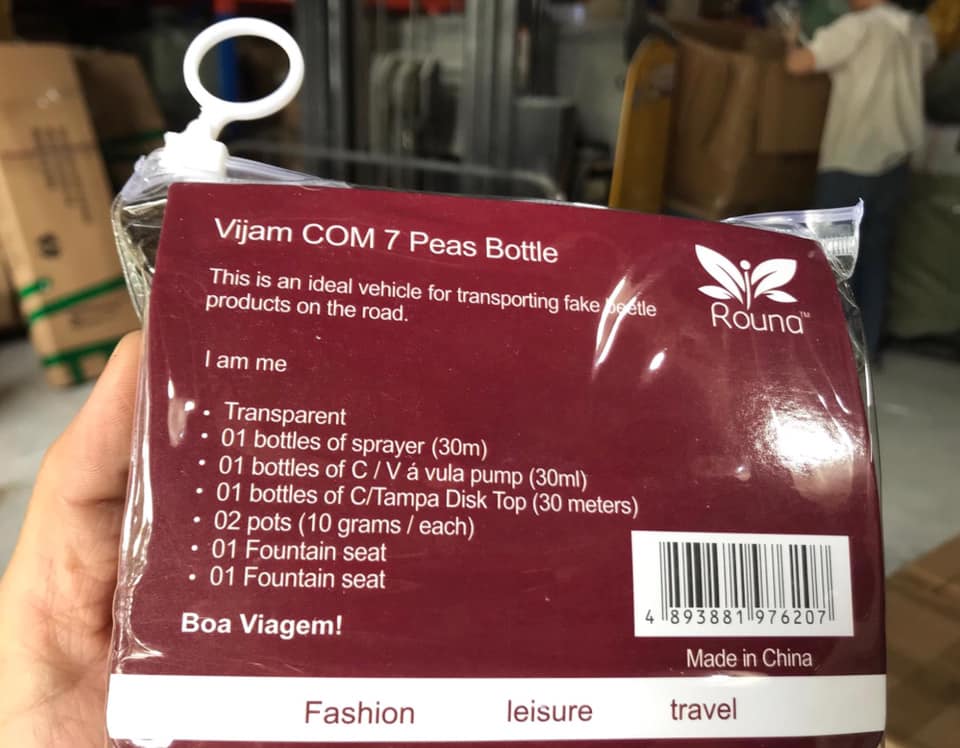 Vijam COM 7 Peas Bottle
This is an ideal vehicle for transporting fake beetle
products on the road.
Rouna™
I am me
• Transparent
• 01 bottles of sprayer (30m)
• 01 bottles of C / V á vula pump (30ml)
• 01 bottles of C/Tampa Disk Top (30 meters)
• 02 pots (10 grams / each)
• 01 Fountain seat
• 01 Fountain seat
Boa Viagem!
4 893881 976207
Made in China
Fashion leisure travel